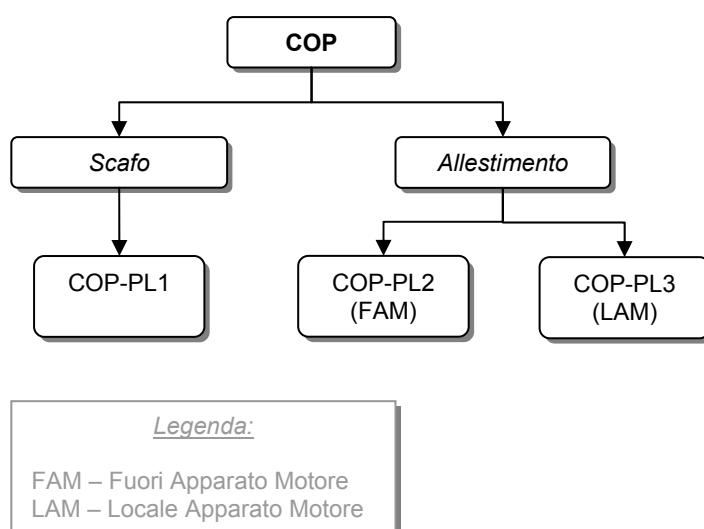 COP
Scafo
Allestimento
COP-PL1
COP-PL2
(FAM)
COP-PL3
(LAM)
Legenda:
FAM – Fuori Apparato Motore
LAM – Locale Apparato Motore